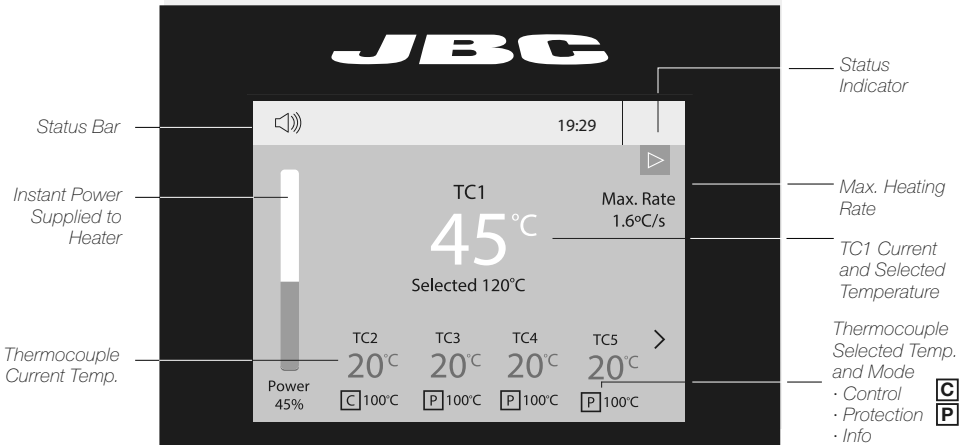 JBC
Status
Indicator
Status Bar
19:29
Instant Power
Supplied to
Heater
TC1
45°C
Selected 120°C
Max. Rate
1.6ºC/s
Max. Heating
Rate
TC1 Current
and Selected
Temperature
Thermocouple
Current Temp.
TC2 TC3 TC4 TC5 >
20°C 20°C 20°C 20°C
C 100°C P 100°C P 100°C P 100°C
Power
45%
Thermocouple
Selected Temp.
and Mode
· Control C
· Protection P
· Info